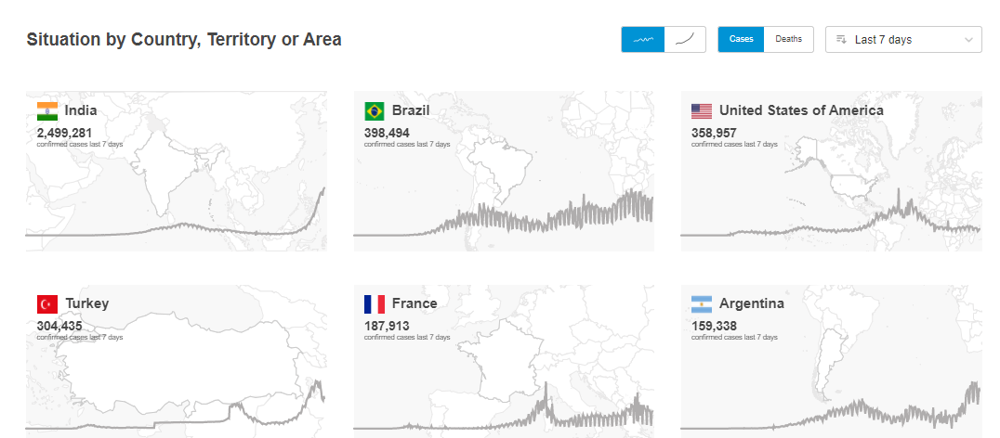 Situation by Country, Territory or Area
Cases
Deaths
Last 7 days
India
2,499,281
confirmed cases last 7 days
Brazil
398,494
confirmed cases last 7 days
United States of America
358,957
confirmed cases last 7 days
Turkey
304,435
confirmed cases last 7 days
France
187,913
confirmed cases last 7 days
Argentina
159,338
confirmed cases last 7 days